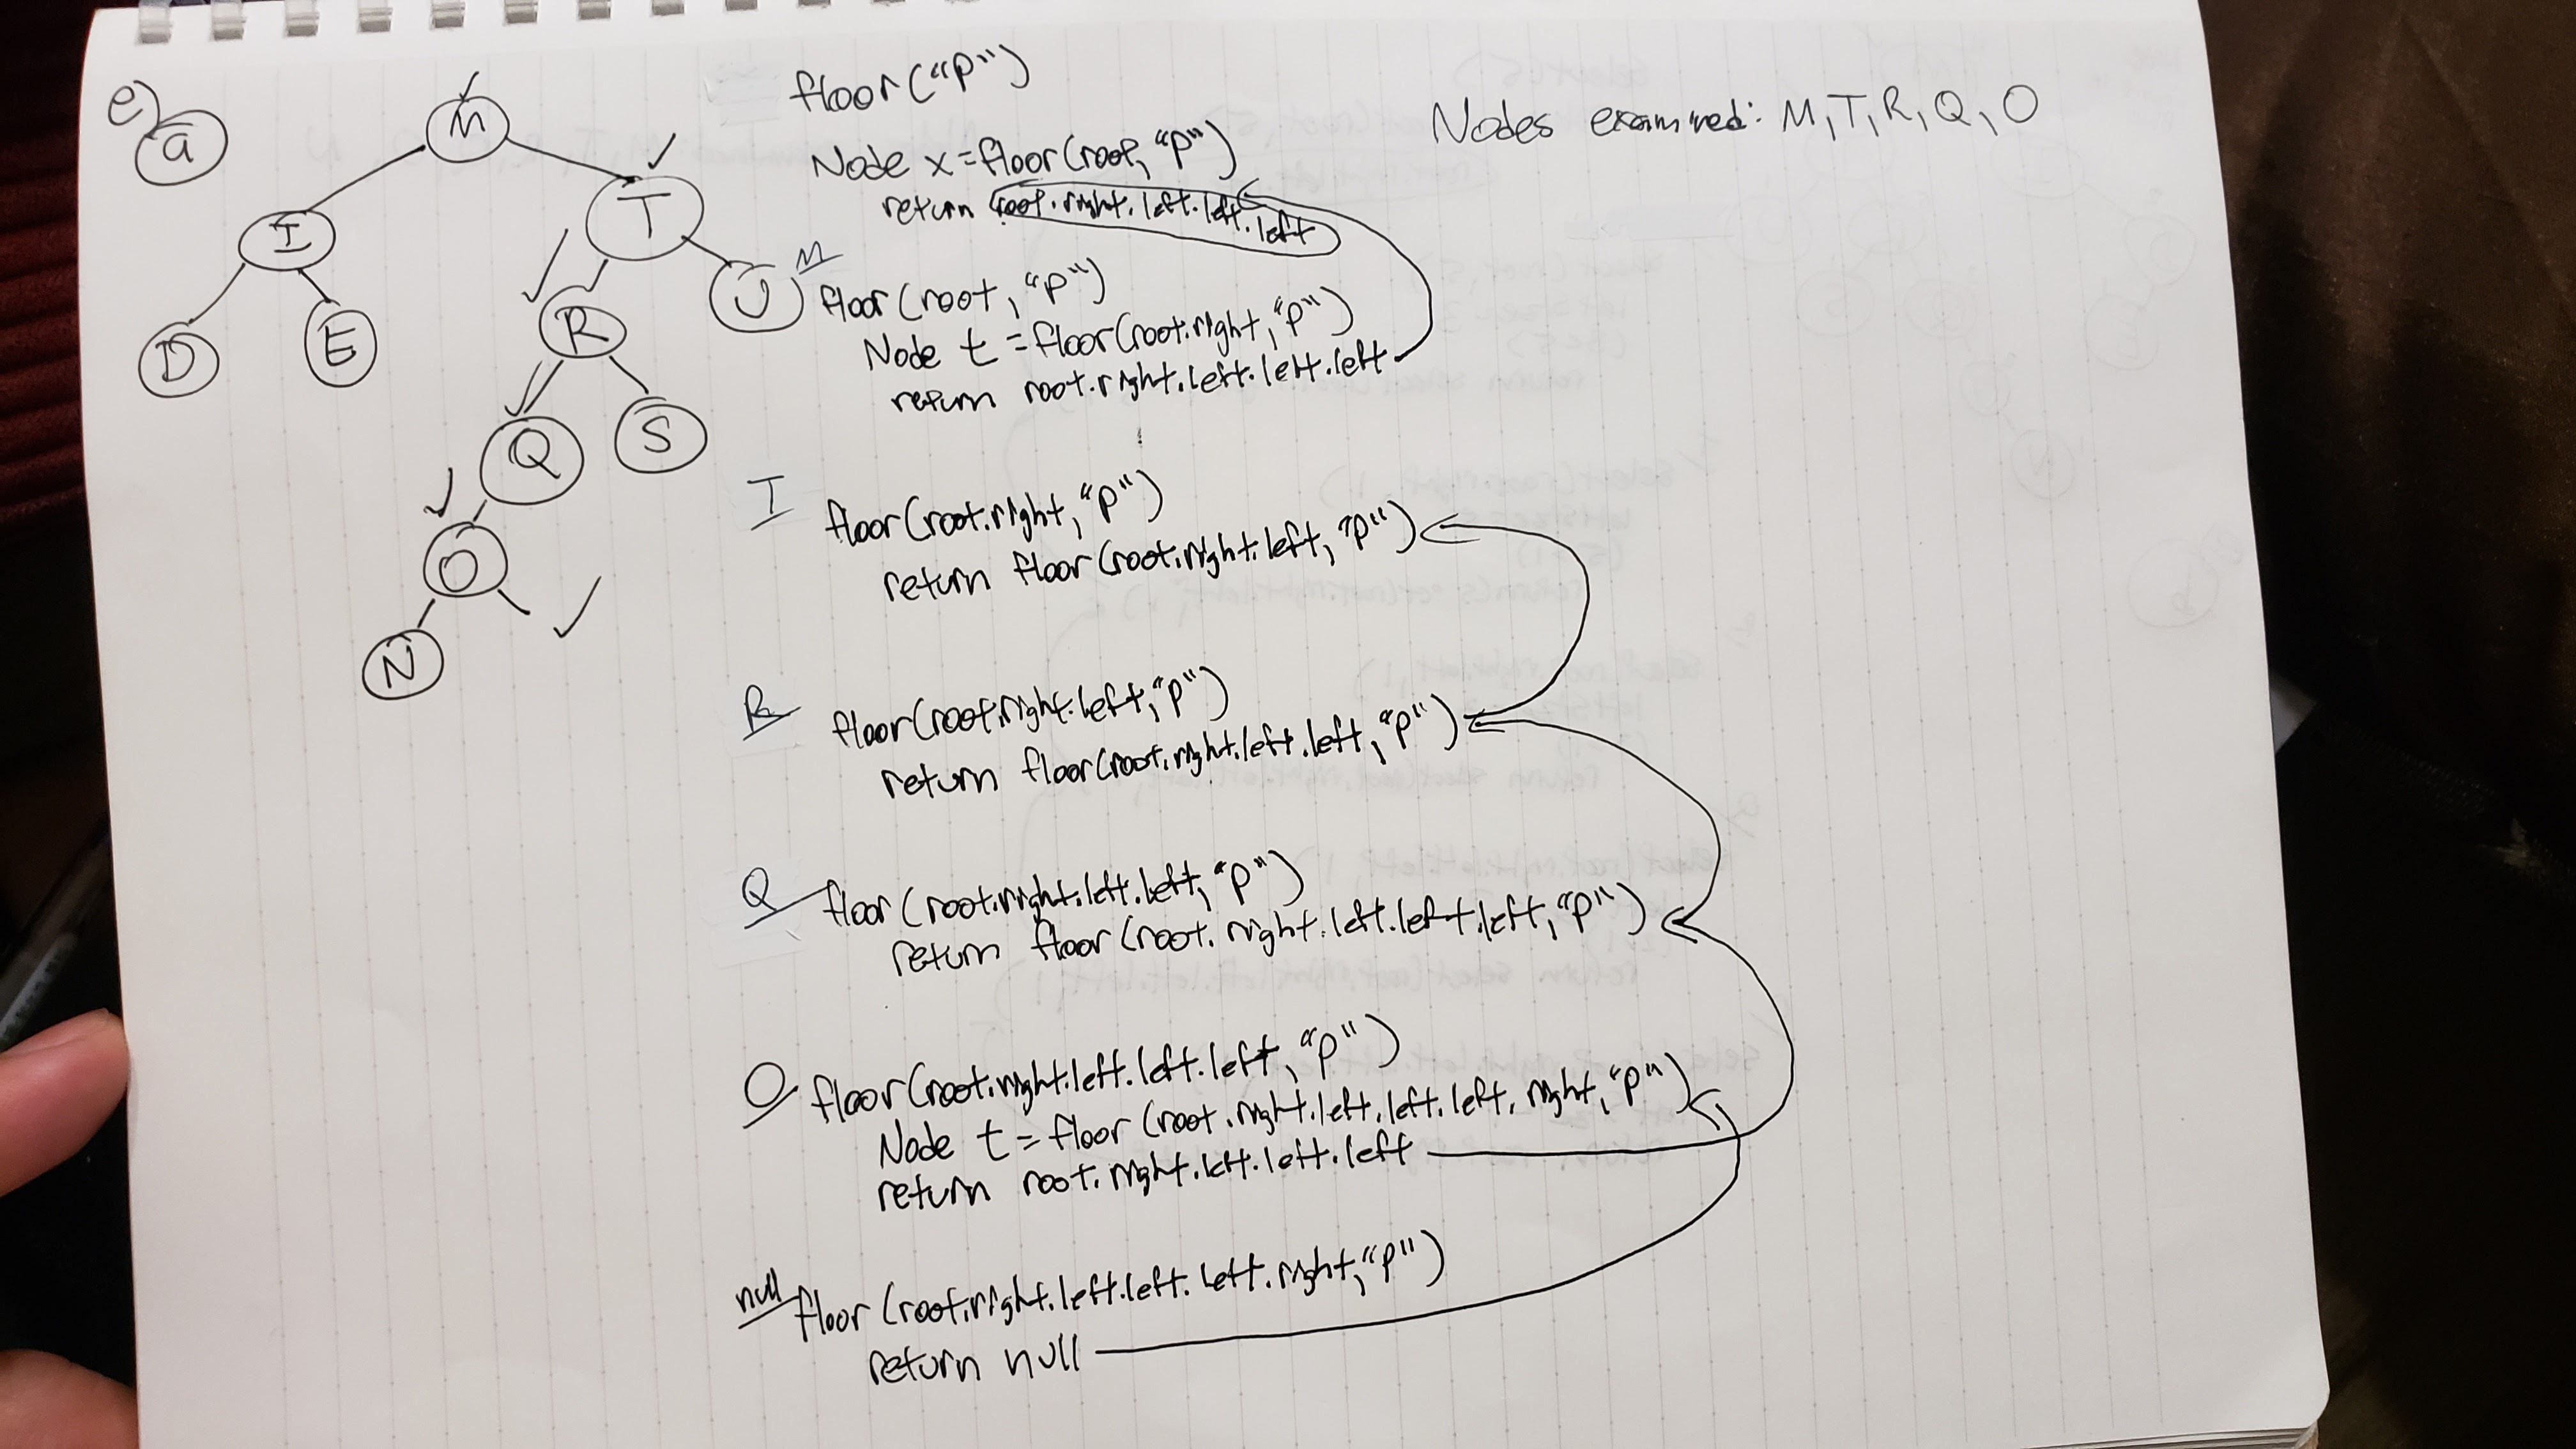 e)
a
M
I
T
D
E
R
U
Q
S
O
N
floor("P")
Node x = floor(root, "P")
return root.right.left.left.left
M
floor(root, "P")
Node t = floor(root.right, "P")
return root.right.left.left.left
T
floor(root.right, "P")
return floor(root.right.left, "P")
R
floor(root.right.left, "P")
return floor(root.right.left.left, "P")
Q
floor(root.right.left.left, "P")
return floor(root.right.left.left.left, "P")
O
floor(root.right.left.left.left, "P")
Node t = floor(root.right.left.left.left.right, "P")
return root.right.left.left.left
null
floor(root.right.left.left.left.right, "P")
return null
Nodes examined: M, T, R, Q, O